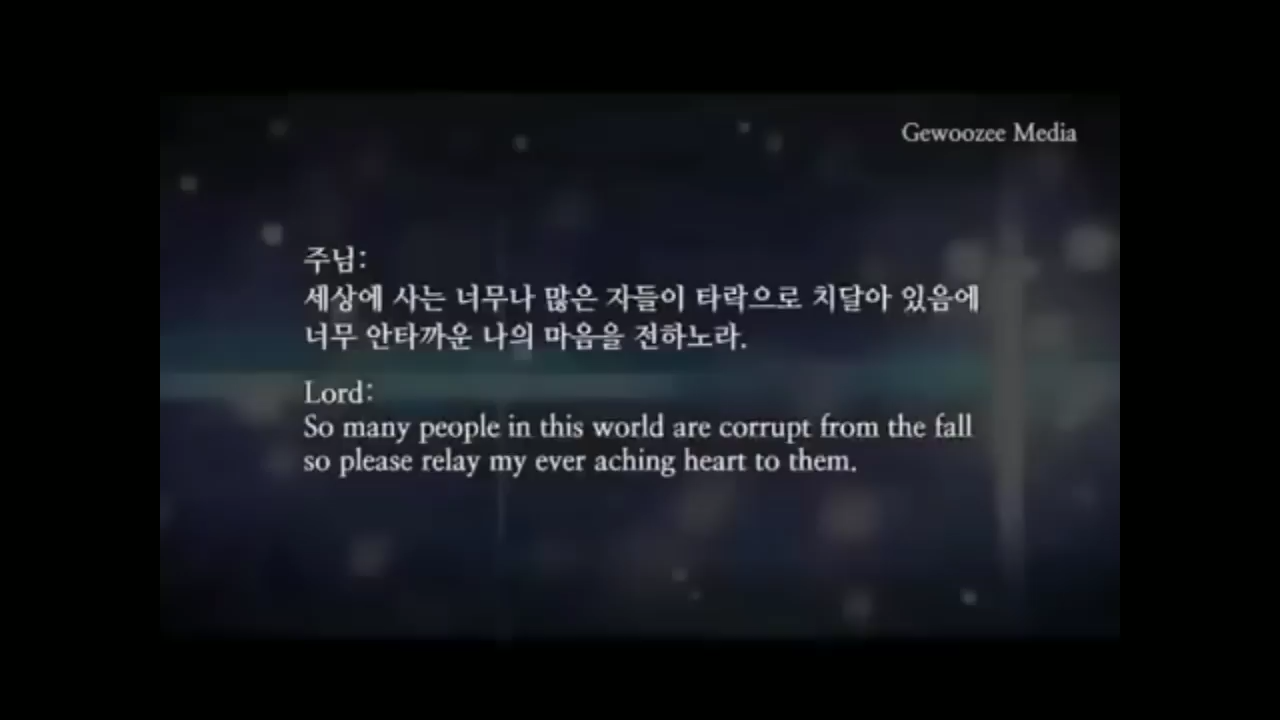 Gewoozee Media
주님:
세상에 사는 너무나 많은 자들이 타락으로 치달아 있음에
너무 안타까운 나의 마음을 전하노라.
Lord:
So many people in this world are corrupt from the fall
so please relay my ever aching heart to them.